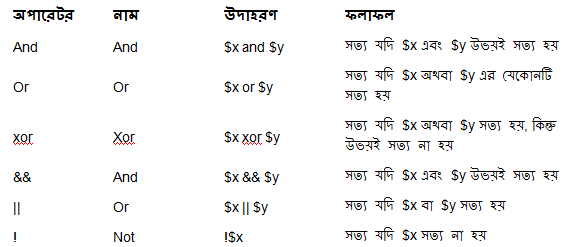 অপারেটর নাম উদাহরণ ফলাফল
And And $x and $y সত্য যদি $x এবং $y উভয়ই সত্য হয়
Or Or $x or $y সত্য যদি $x অথবা $y এর যেকোনটি
সত্য হয়
xor Xor $x xor $y সত্য যদি $x অথবা $y সত্য হয়, কিন্তু
উভয়ই সত্য না হয়
&& And $x && $y সত্য যদি $x এবং $y উভয়ই সত্য হয়
|| Or $x || $y সত্য যদি $x বা $y সত্য হয়
! Not !$x সত্য যদি $x সত্য না হয়